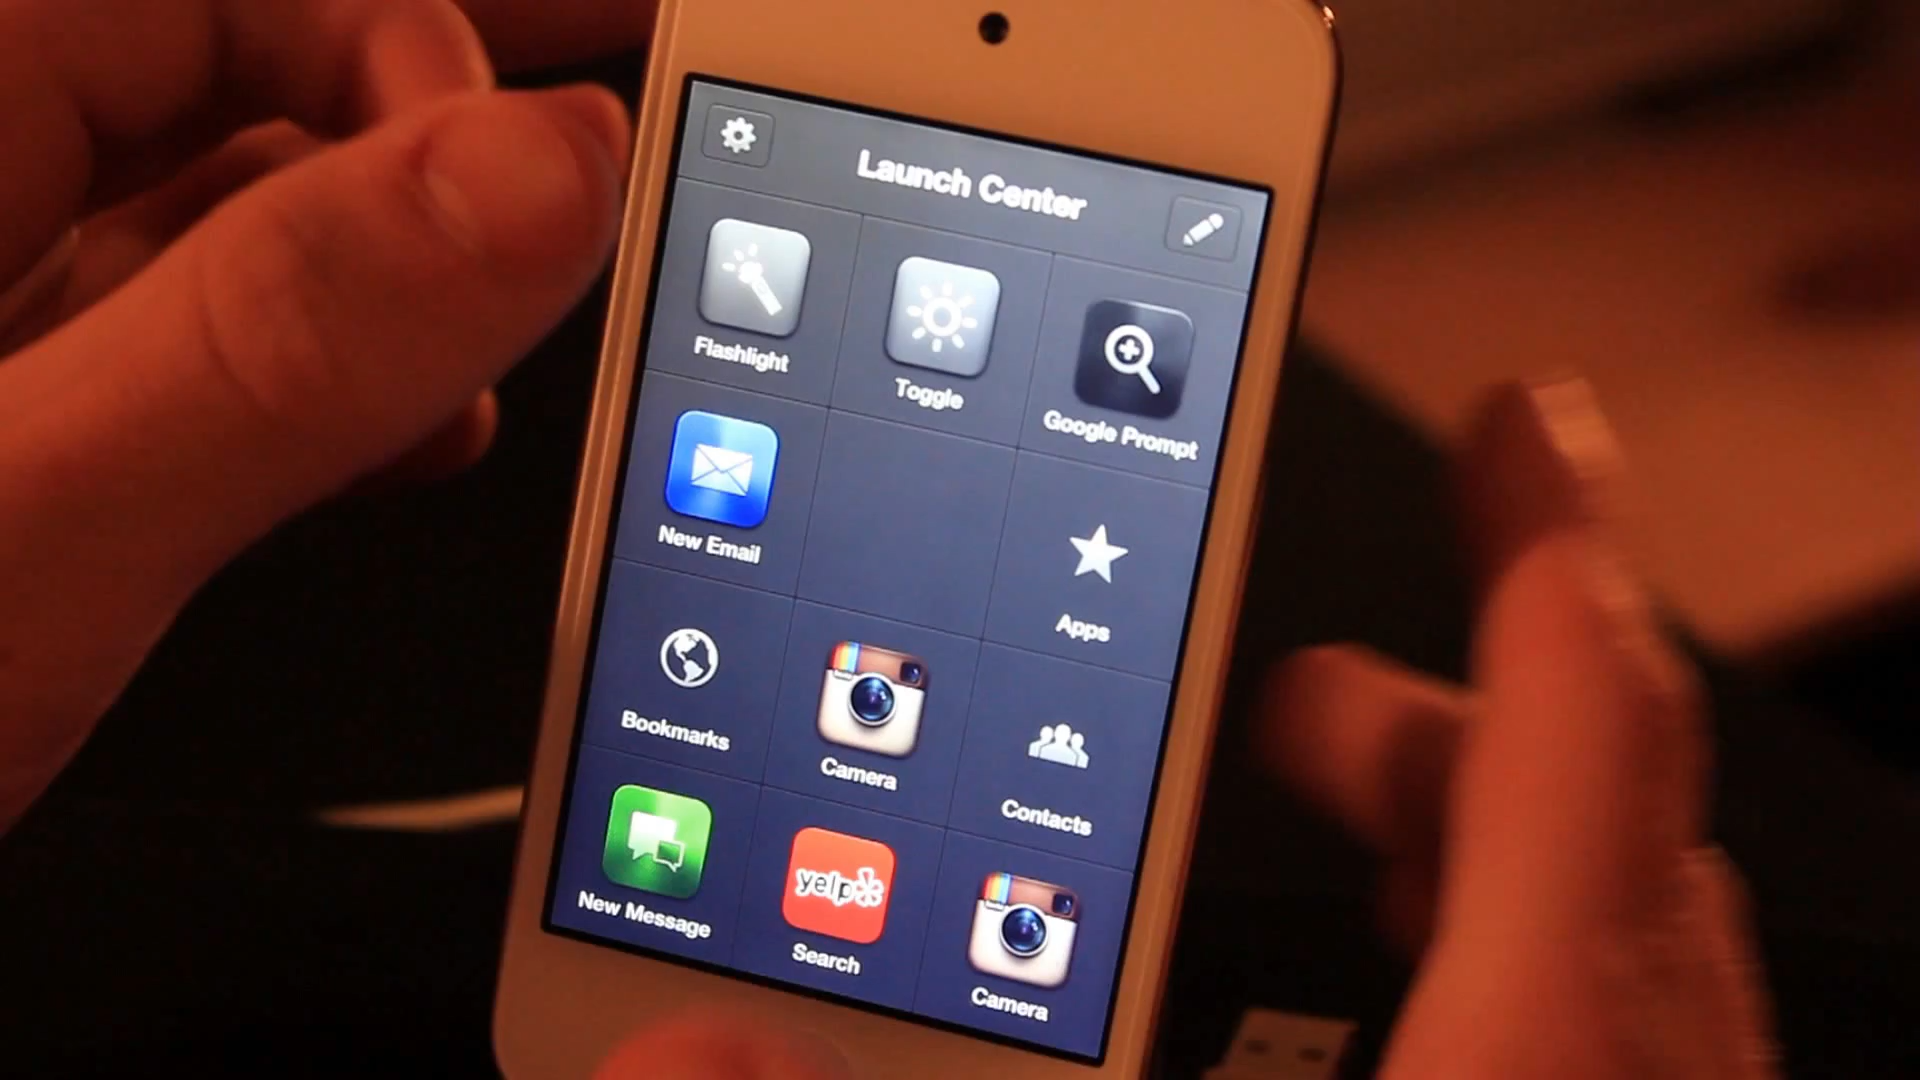 Launch Center
Flashlight
Toggle
Google Prompt
New Email
Apps
Bookmarks
Camera
Contacts
New Message
yelp
Search
Camera